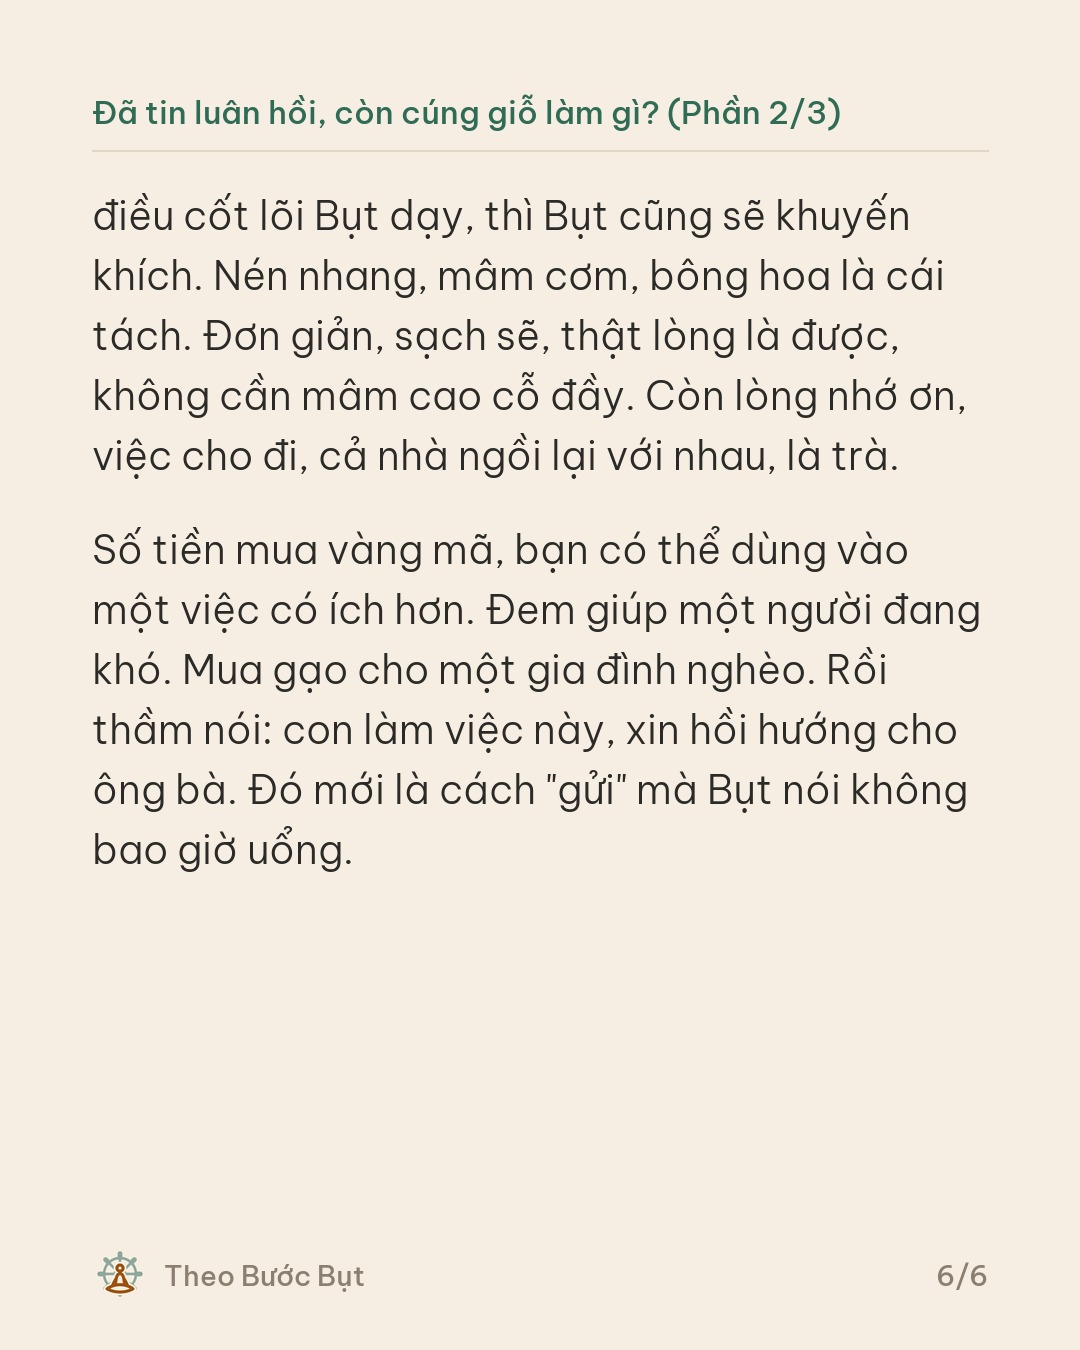 Đã tin luân hồi, còn cúng giỗ làm gì? (Phần 2/3)
điều cốt lõi Bụt dạy, thì Bụt cũng sẽ khuyến
khích. Nén nhang, mâm cơm, bông hoa là cái
tách. Đơn giản, sạch sẽ, thật lòng là được,
không cần mâm cao cỗ đầy. Còn lòng nhớ ơn,
việc cho đi, cả nhà ngồi lại với nhau, là trà.
Số tiền mua vàng mã, bạn có thể dùng vào
một việc có ích hơn. Đem giúp một người đang
khó. Mua gạo cho một gia đình nghèo. Rồi
thầm nói: con làm việc này, xin hồi hướng cho
ông bà. Đó mới là cách "gửi" mà Bụt nói không
bao giờ uổng.
Theo Bước Bụt
6/6